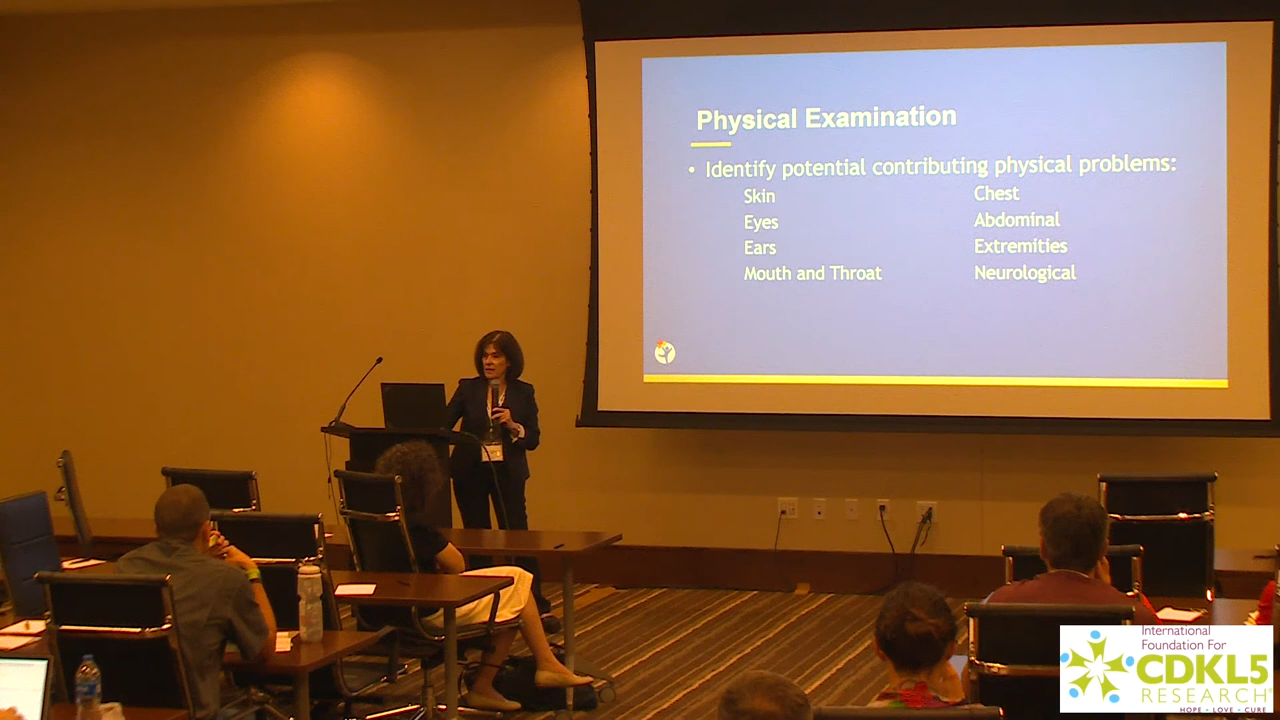 Physical Examination
• Identify potential contributing physical problems:
Skin
Eyes
Ears
Mouth and Throat
Chest
Abdominal
Extremities
Neurological
International
Foundation For
CDKL5
RESEARCH
HOPE • LOVE • CURE